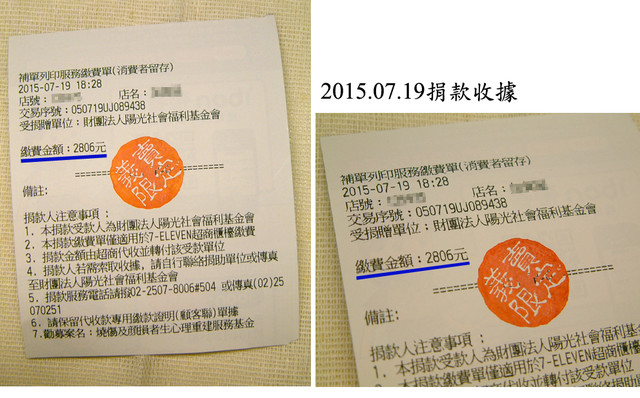 補單列印服務繳費單(消費者留存)
2015-07-19 18:28
店號: 店名:
交易序號:050719UJ089438
受捐贈單位:財團法人陽光社會福利基金會
繳費金額:2806元
==============================
備註:
捐款人注意事項:
1. 本捐款受款人為財團法人陽光社會福利基金會
2. 本捐款繳費單僅適用於7-ELEVEN超商櫃檯繳費
3. 捐款金額由超商代收並轉付該受款單位
4. 捐款人若需索取收據,請自行聯絡捐助單位或傳真
至財團法人陽光社會福利基金會
5. 捐款服務電話請撥02-2507-8006#504 或傳真(02)25
070251
6. 請保留代收款專用繳款證明(顧客聯)單據
7. 勸募案名:燒傷及顏損者生心理重建服務基金
2015.07.19捐款收據
補單列印服務繳費單(消費者留存)
2015-07-19 18:28
店號: 店名:
交易序號:050719UJ089438
受捐贈單位:財團法人陽光社會福利基金會
繳費金額:2806元
==============================
備註:
捐款人注意事項:
1. 本捐款受款人為財團法人陽光社會福利基金
2. 本捐款繳費單僅適用於7-ELEVEN超商櫃
超商代收並轉付該受款單位
收據,請自行聯絡捐助